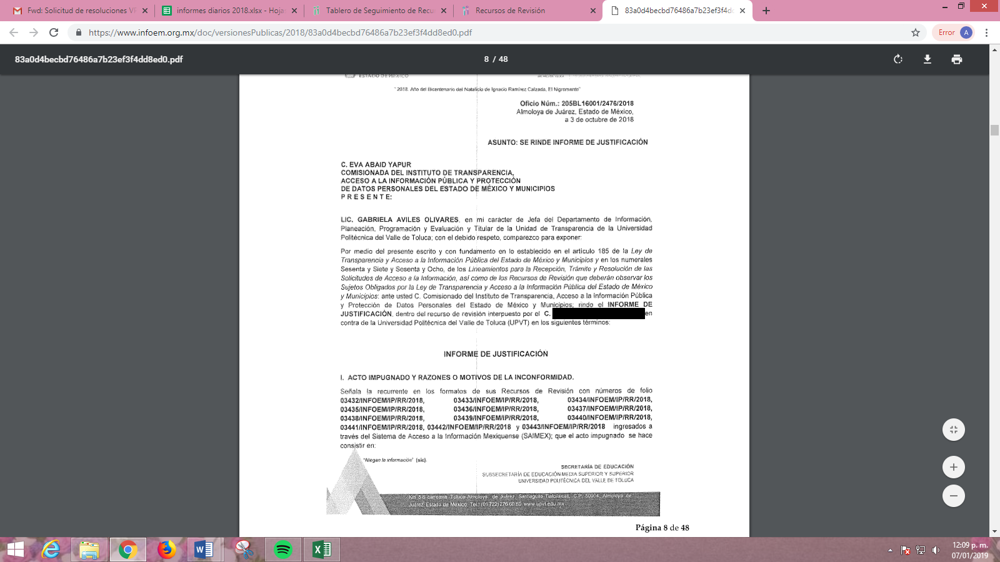 Fwd: Solicitud de resoluciones VF
informes diarios 2018.xlsx - Hoja
Tablero de Seguimiento de Recu
Recursos de Revisión
83a0d4becbd76486a7b23ef3f4dd
https://www.infoem.org.mx/doc/versionesPublicas/2018/83a0d4becbd76486a7b23ef3f4dd8ed0.pdf
Error A
83a0d4becbd76486a7b23ef3f4dd8ed0.pdf
8 / 48
ESTADO DE MÉXICO
" 2018. Año del Bicentenario del Natalicio de Ignacio Ramírez Calzada, El Nigromante"
Oficio Núm.: 205BL16001/2476/2018
Almoloya de Juárez, Estado de México,
a 3 de octubre de 2018
ASUNTO: SE RINDE INFORME DE JUSTIFICACIÓN
C. EVA ABAID YAPUR
COMISIONADA DEL INSTITUTO DE TRANSPARENCIA,
ACCESO A LA INFORMACIÓN PÚBLICA Y PROTECCIÓN
DE DATOS PERSONALES DEL ESTADO DE MÉXICO Y MUNICIPIOS
P R E S E N T E:
LIC. GABRIELA AVILES OLIVARES, en mi carácter de Jefa del Departamento de Información,
Planeación, Programación y Evaluación y Titular de la Unidad de Transparencia de la Universidad
Politécnica del Valle de Toluca; con el debido respeto, comparezco para exponer:
Por medio del presente escrito y con fundamento en lo establecido en el artículo 185 de la Ley de
Transparencia y Acceso a la Información Pública del Estado de México y Municipios y en los numerales
Sesenta y Siete y Sesenta y Ocho, de los Lineamientos para la Recepción, Trámite y Resolución de las
Solicitudes de Acceso a la Información, así como de los Recursos de Revisión que deberán observar los
Sujetos Obligados por la Ley de Transparencia y Acceso a la Información Pública del Estado de México
y Municipios; ante usted C. Comisionado del Instituto de Transparencia, Acceso a la Información Pública
y Protección de Datos Personales del Estado de México y Municipios; rindo el INFORME DE
JUSTIFICACIÓN, dentro del recurso de revisión interpuesto por el C. en
contra de la Universidad Politécnica del Valle de Toluca (UPVT) en los siguientes términos:
INFORME DE JUSTIFICACIÓN
I. ACTO IMPUGNADO Y RAZONES O MOTIVOS DE LA INCONFORMIDAD.
Señala la recurrente en los formatos de sus Recursos de Revisión con números de folio
03432/INFOEM/IP/RR/2018, 03433/INFOEM/IP/RR/2018, 03434/INFOEM/IP/RR/2018,
03435/INFOEM/IP/RR/2018, 03436/INFOEM/IP/RR/2018, 03437/INFOEM/IP/RR/2018,
03438/INFOEM/IP/RR/2018, 03439/INFOEM/IP/RR/2018, 03440/INFOEM/IP/RR/2018,
03441/INFOEM/IP/RR/2018, 03442/INFOEM/IP/RR/2018 y 03443/INFOEM/IP/RR/2018 ingresados a
través del Sistema de Acceso a la Información Mexiquense (SAIMEX); que el acto impugnado se hace
consistir en:
"Niegan la información" (sic).
SECRETARÍA DE EDUCACIÓN
SUBSECRETARÍA DE EDUCACIÓN MEDIA SUPERIOR Y SUPERIOR
UNIVERSIDAD POLITÉCNICA DEL VALLE DE TOLUCA
Km 5.6 carretera Toluca-Almoloya de Juárez, Santiaguito Tlalcilalcali, C.P. 50904, Almoloya de
Juárez, Estado de México. Tel.: (01 722) 276 60 60. www.upvt.edu.mx
Página 8 de 48
12:09 p. m.
07/01/2019